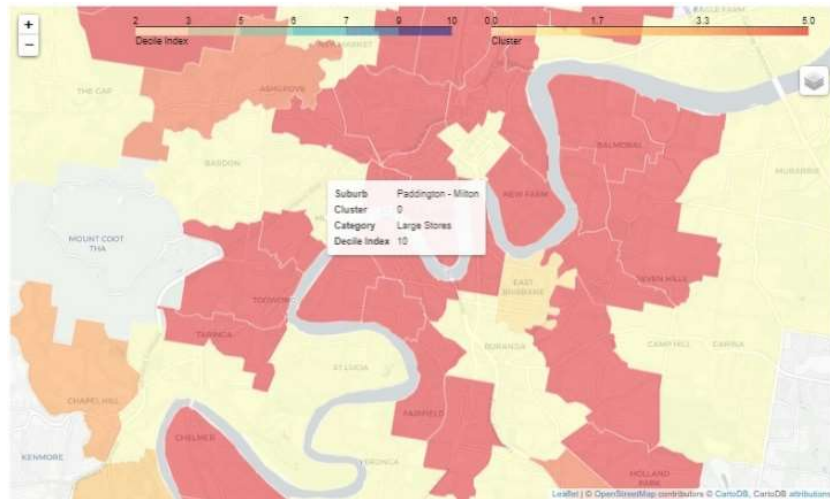 +
−
2 3 5 6 7 9 10
Decile Index
0.0 1.7 3.3 5.0
Cluster
THE GAP
ASHGROVE
BARDON
BALMORAL
MURARRIE
NEW FARM
Suburb Paddington - Milton
Cluster 0
Category Large Stores
Decile Index 10
MOUNT COOT
THA
EAST
BRISBANE
SEVEN HILLS
TOOWONG
TARINGA
ST LUCIA
BURANDA
CAMP HILL
CARINA
CHAPEL HILL
FAIRFIELD
CHELMER
KENMORE
YERONGA
HOLLAND
PARK
Leaflet | © OpenStreetMap contributors © CartoDB, CartoDB attributions